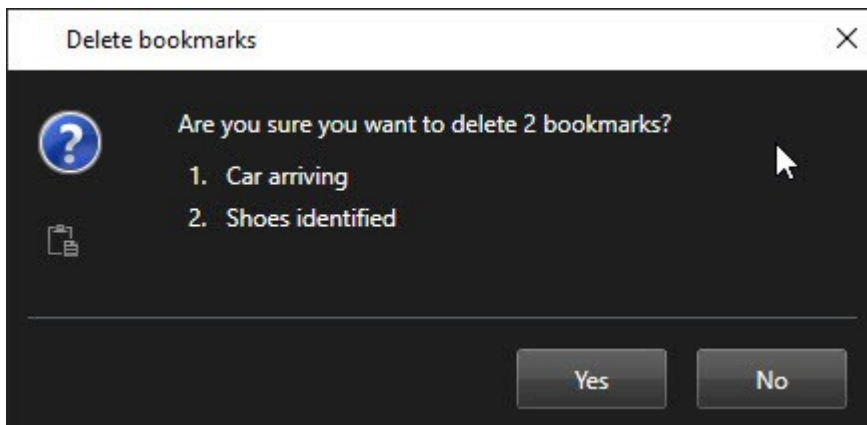 Delete bookmarks
Are you sure you want to delete 2 bookmarks?
1. Car arriving
2. Shoes identified
Yes No